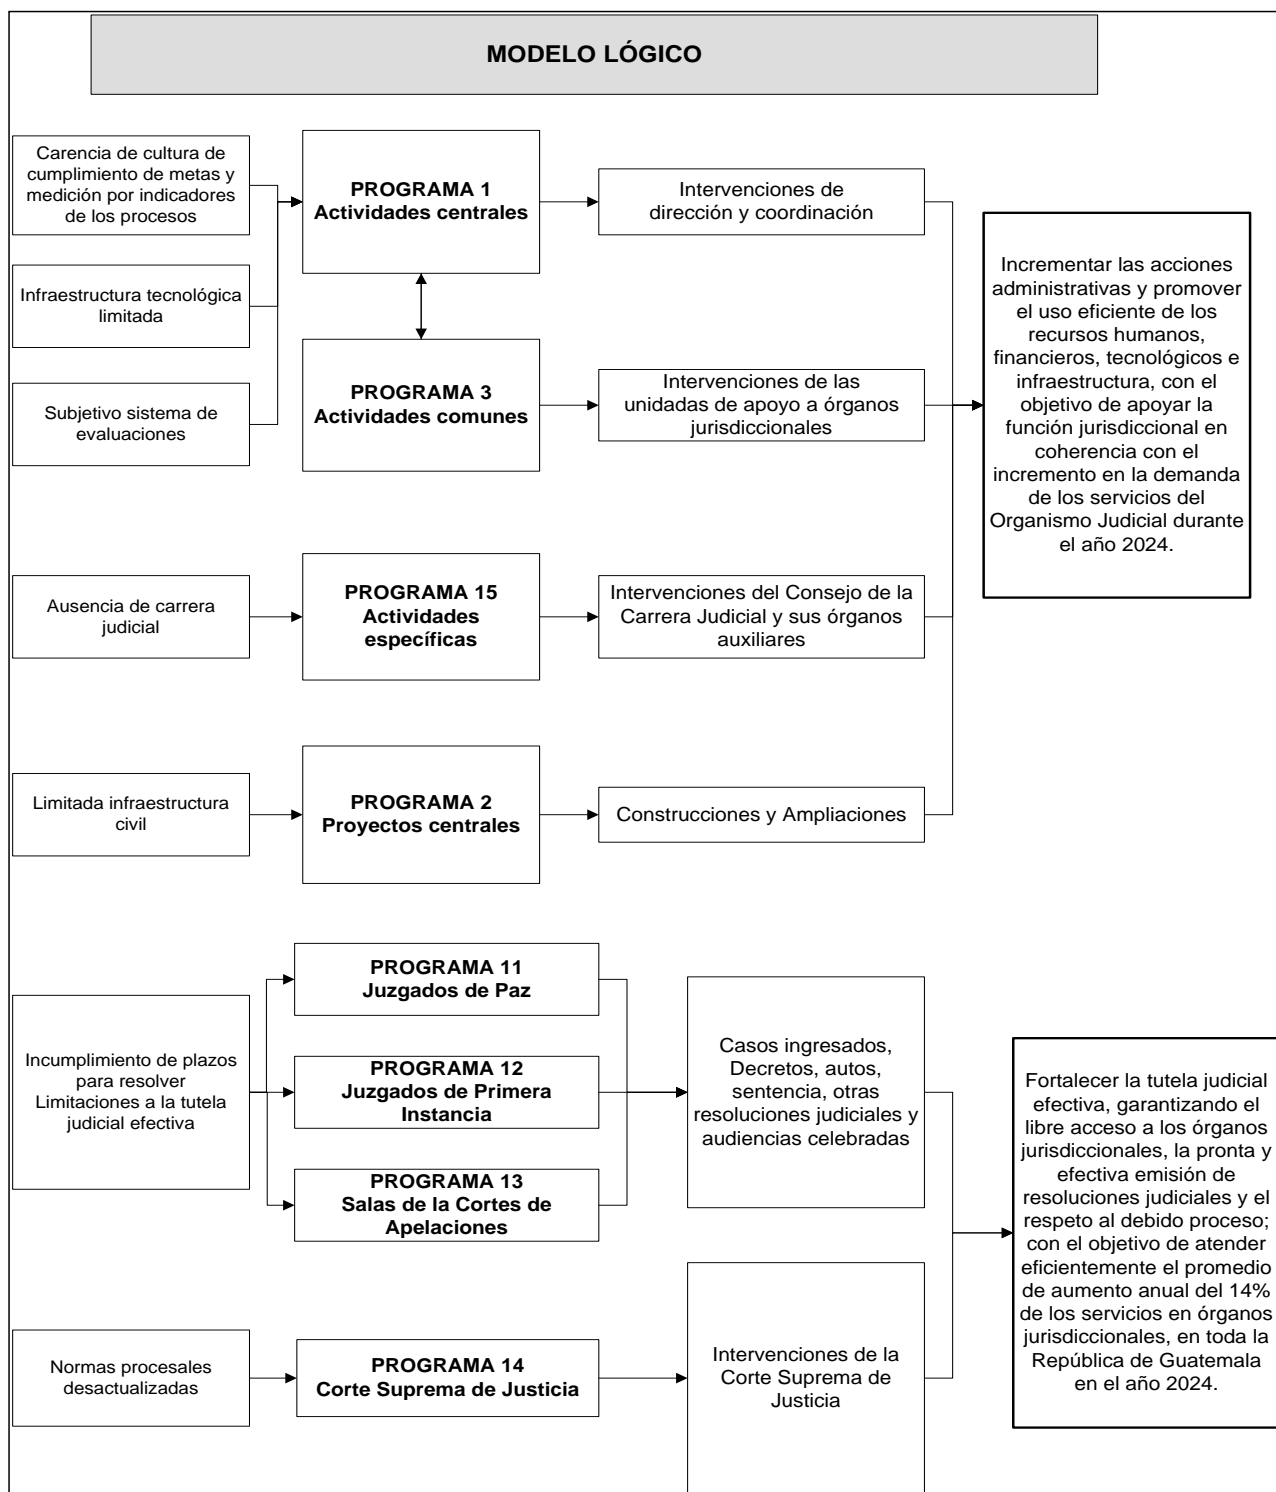 MODELO LÓGICO
Carencia de cultura de
cumplimiento de metas y
medición por indicadores
de los procesos
Infraestructura tecnológica
limitada
Subjetivo sistema de
evaluaciones
PROGRAMA 1
Actividades centrales
PROGRAMA 3
Actividades comunes
Intervenciones de
dirección y coordinación
Intervenciones de las
unidadas de apoyo a órganos
jurisdiccionales
Incrementar las acciones
administrativas y promover
el uso eficiente de los
recursos humanos,
financieros, tecnológicos e
infraestructura, con el
objetivo de apoyar la
función jurisdiccional en
coherencia con el
incremento en la demanda
de los servicios del
Organismo Judicial durante
el año 2024.
Ausencia de carrera
judicial
PROGRAMA 15
Actividades
específicas
Intervenciones del Consejo de la
Carrera Judicial y sus órganos
auxiliares
Limitada infraestructura
civil
PROGRAMA 2
Proyectos centrales
Construcciones y Ampliaciones
Incumplimiento de plazos
para resolver
Limitaciones a la tutela
judicial efectiva
PROGRAMA 11
Juzgados de Paz
PROGRAMA 12
Juzgados de Primera
Instancia
PROGRAMA 13
Salas de la Cortes de
Apelaciones
Casos ingresados,
Decretos, autos,
sentencia, otras
resoluciones judiciales y
audiencias celebradas
Fortalecer la tutela judicial
efectiva, garantizando el
libre acceso a los órganos
jurisdiccionales, la pronta y
efectiva emisión de
resoluciones judiciales y el
respeto al debido proceso;
con el objetivo de atender
eficientemente el promedio
de aumento anual del 14%
de los servicios en órganos
jurisdiccionales, en toda la
República de Guatemala
en el año 2024.
Normas procesales
desactualizadas
PROGRAMA 14
Corte Suprema de Justicia
Intervenciones de la
Corte Suprema de
Justicia